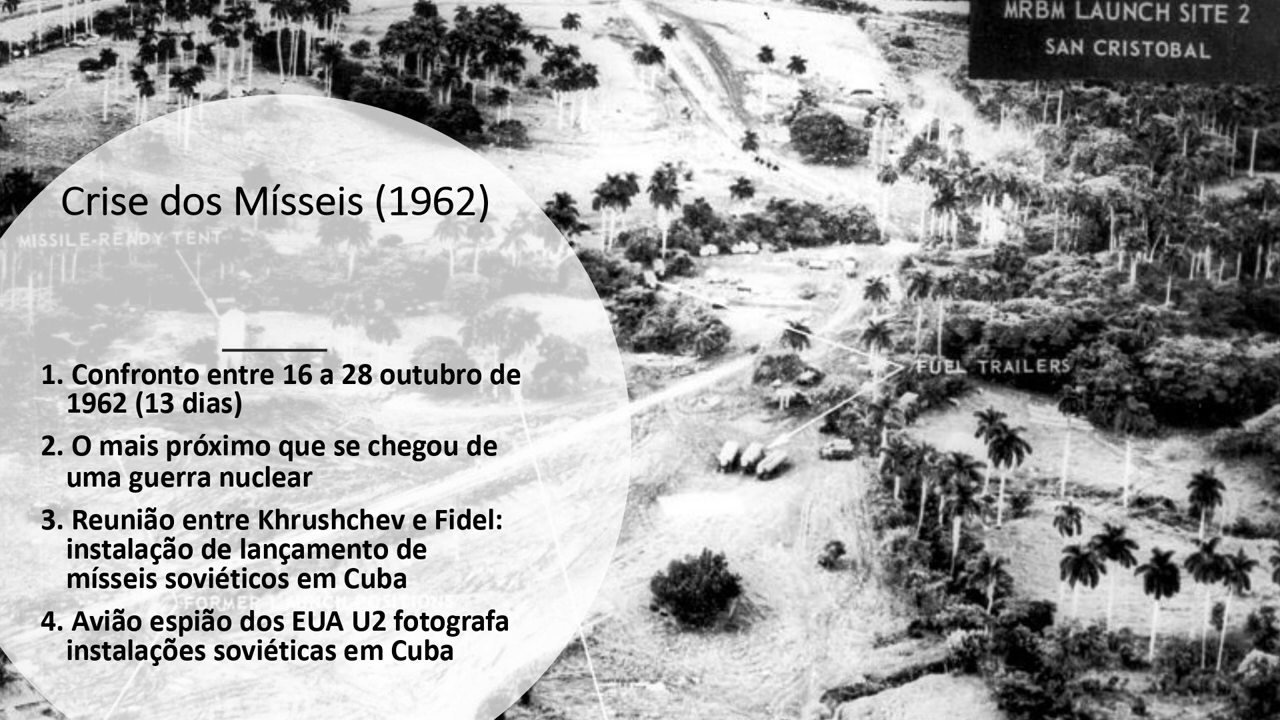 MRBM LAUNCH SITE 2
SAN CRISTOBAL
Crise dos Mísseis (1962)
MISSILE-READY TENT
FUEL TRAILERS
1. Confronto entre 16 a 28 outubro de
1962 (13 dias)
2. O mais próximo que se chegou de
uma guerra nuclear
3. Reunião entre Khrushchev e Fidel:
instalação de lançamento de
mísseis soviéticos em Cuba
FORMER
4. Avião espião dos EUA U2 fotografa
instalações soviéticas em Cuba